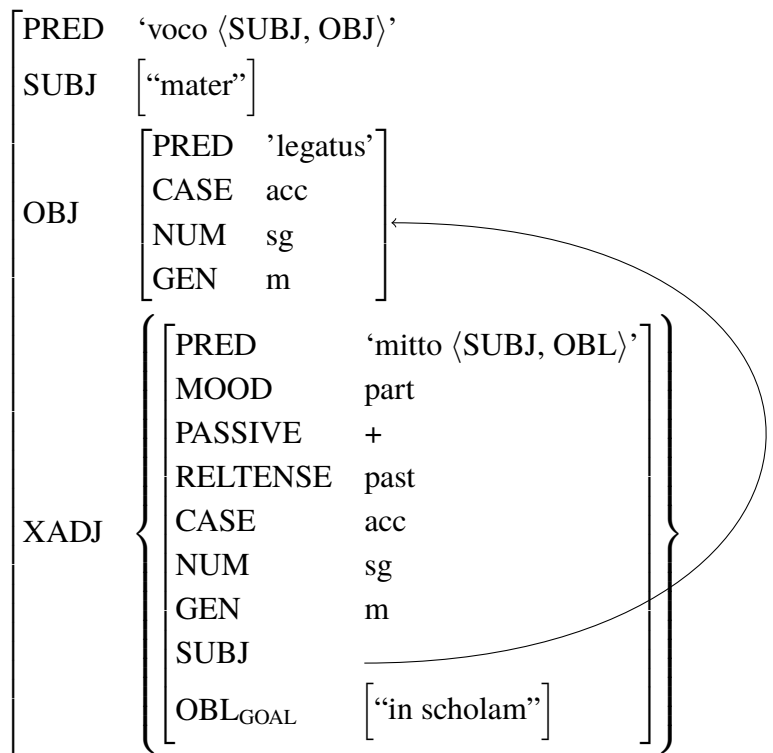 PRED ‘voco ⟨SUBJ, OBJ⟩’
SUBJ [“mater”]
PRED ’legatus’
CASE acc
OBJ
NUM sg
GEN m
PRED ‘mitto ⟨SUBJ, OBL⟩’
MOOD part
PASSIVE +
RELTENSE past
XADJ
CASE acc
NUM sg
GEN m
SUBJ
OBL_GOAL [“in scholam”]